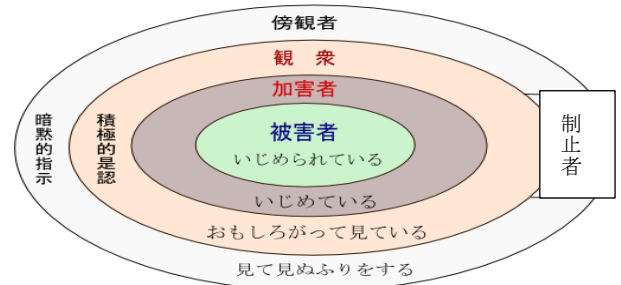 傍観者
観　衆
加害者
被害者
いじめられている
いじめている
おもしろがって見ている
見て見ぬふりをする
暗黙的指示
積極的是認
制止者